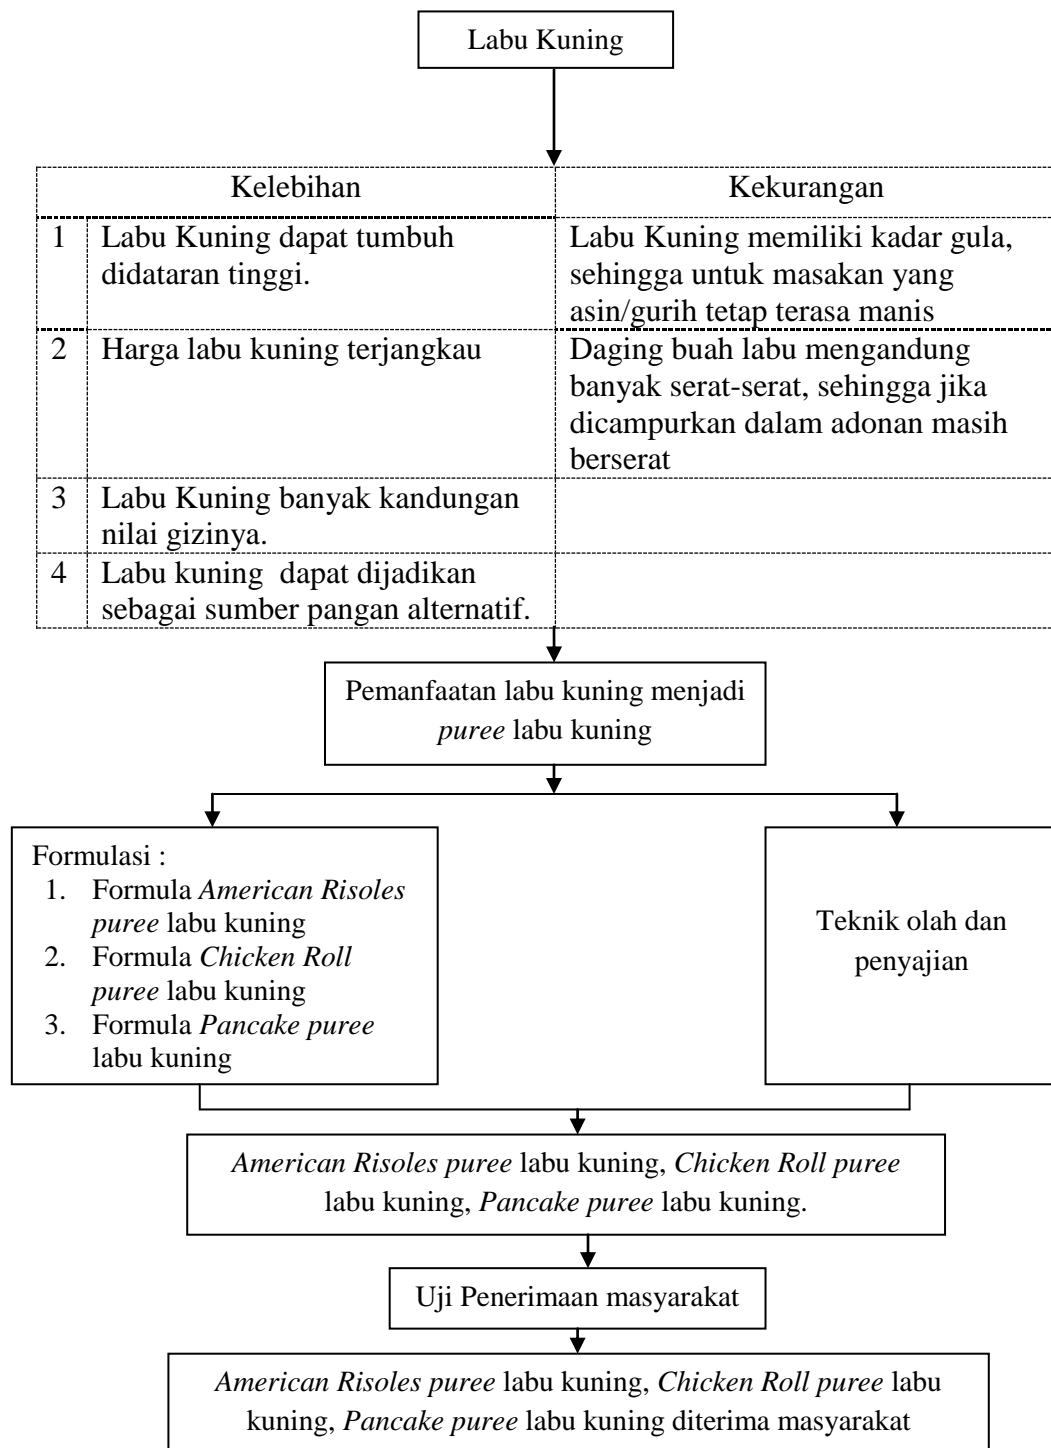 Labu Kuning
Kelebihan
Kekurangan
1
Labu Kuning dapat tumbuh
didataran tinggi.
Labu Kuning memiliki kadar gula,
sehingga untuk masakan yang
asin/gurih tetap terasa manis
2
Harga labu kuning terjangkau
Daging buah labu mengandung
banyak serat-serat, sehingga jika
dicampurkan dalam adonan masih
berserat
3
Labu Kuning banyak kandungan
nilai gizinya.
4
Labu kuning dapat dijadikan
sebagai sumber pangan alternatif.
Pemanfaatan labu kuning menjadi
puree labu kuning
Formulasi :
1. Formula American Risoles
puree labu kuning
2. Formula Chicken Roll
puree labu kuning
3. Formula Pancake puree
labu kuning
Teknik olah dan
penyajian
American Risoles puree labu kuning, Chicken Roll puree
labu kuning, Pancake puree labu kuning.
Uji Penerimaan masyarakat
American Risoles puree labu kuning, Chicken Roll puree labu
kuning, Pancake puree labu kuning diterima masyarakat